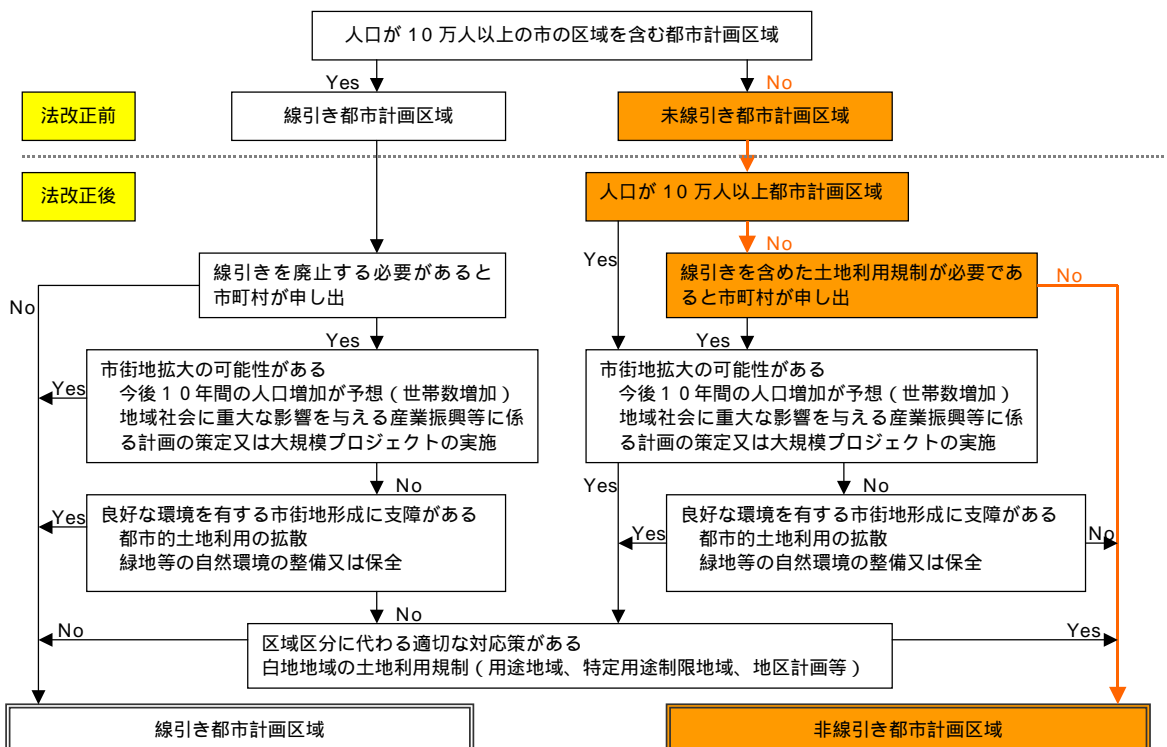 人口が１０万人以上の市の区域を含む都市計画区域
Yes
No
法改正前
線引き都市計画区域
未線引き都市計画区域
法改正後
人口が１０万人以上都市計画区域
Yes
No
線引きを廃止する必要があると
市町村が申し出
線引きを含めた土地利用規制が必要であ
ると市町村が申し出
No
No
Yes
Yes
市街地拡大の可能性がある
今後１０年間の人口増加が予想（世帯数増加）
地域社会に重大な影響を与える産業振興等に係
る計画の策定又は大規模プロジェクトの実施
Yes
市街地拡大の可能性がある
今後１０年間の人口増加が予想（世帯数増加）
地域社会に重大な影響を与える産業振興等に係
る計画の策定又は大規模プロジェクトの実施
No
Yes
No
良好な環境を有する市街地形成に支障がある
都市的土地利用の拡散
緑地等の自然環境の整備又は保全
Yes
良好な環境を有する市街地形成に支障がある
都市的土地利用の拡散
緑地等の自然環境の整備又は保全
Yes
No
No
No
区域区分に代わる適切な対応策がある
白地地域の土地利用規制（用途地域、特定用途制限地域、地区計画等）
Yes
線引き都市計画区域
非線引き都市計画区域